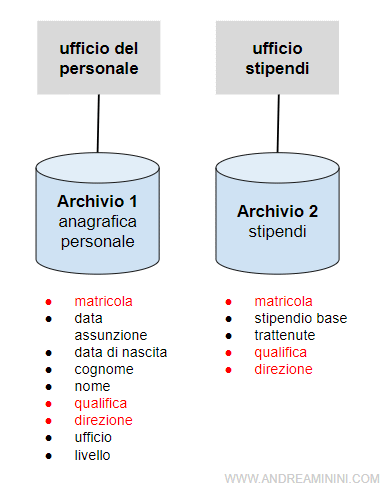 ufficio del
personale
ufficio
stipendi
Archivio 1
anagrafica
personale
Archivio 2
stipendi
● matricola
● data
assunzione
● data di nascita
● cognome
● nome
● qualifica
● direzione
● ufficio
● livello
● matricola
● stipendio base
● trattenute
● qualifica
● direzione
WWW.ANDREAMININI.COM